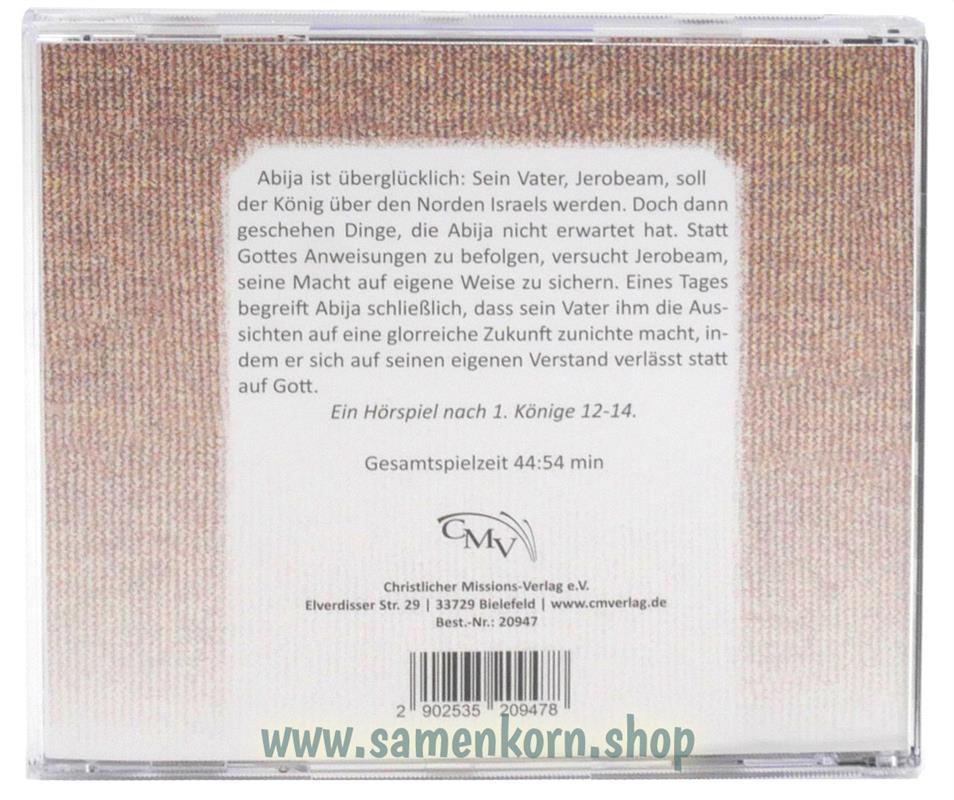 Abija ist überglücklich: Sein Vater, Jerobeam, soll
der König über den Norden Israels werden. Doch dann
geschehen Dinge, die Abija nicht erwartet hat. Statt
Gottes Anweisungen zu befolgen, versucht Jerobeam,
seine Macht auf eigene Weise zu sichern. Eines Tages
begreift Abija schließlich, dass sein Vater ihm die Aus-
sichten auf eine glorreiche Zukunft zunichte macht, in-
dem er sich auf seinen eigenen Verstand verlässt statt
auf Gott.
Ein Hörspiel nach 1. Könige 12-14.
Gesamtspielzeit 44:54 min
CMV
Christlicher Missions-Verlag e.V.
Elverdisser Str. 29 | 33729 Bielefeld | www.cmverlag.de
Best.-Nr.: 20947
2 902535 209478
www.samenkorn.shop